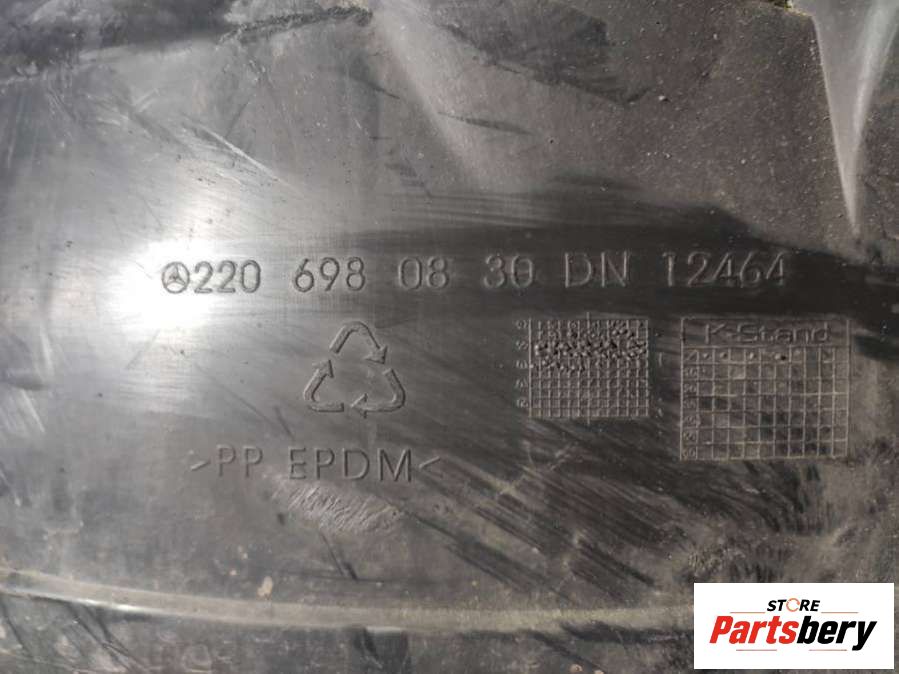 220 698 08 30 DN 12464
K-Stand
>PP EPDM<
STORE
Partsbery